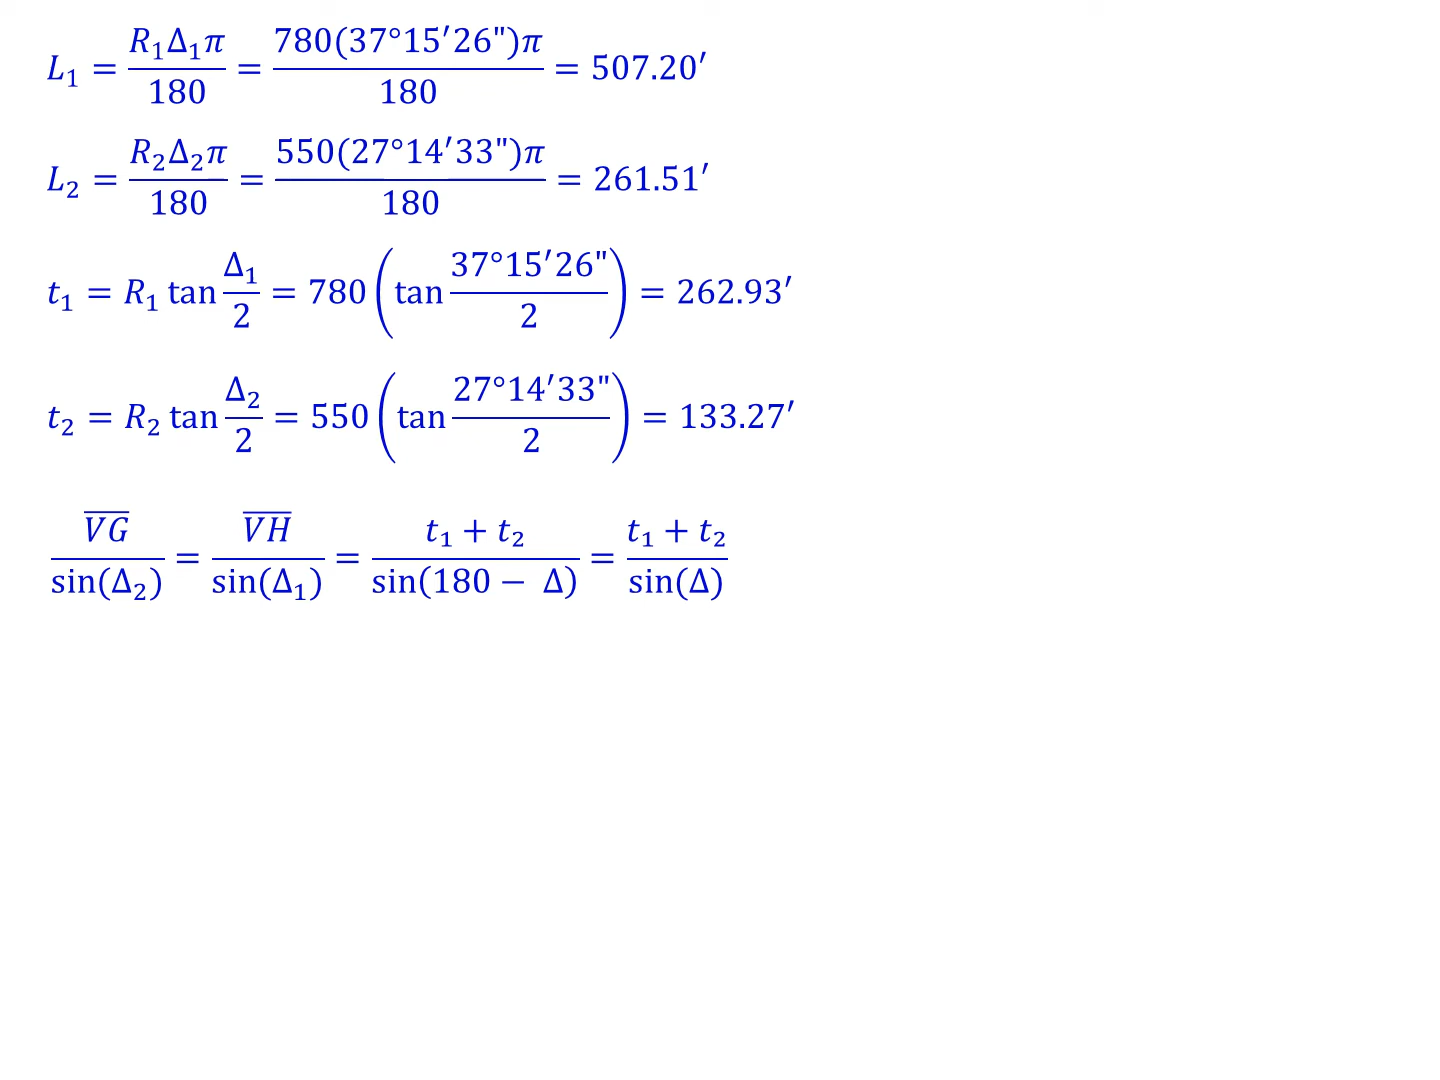 L₁ = R₁Δ₁π/180 = 780(37°15′26")π/180 = 507.20′
L₂ = R₂Δ₂π/180 = 550(27°14′33")π/180 = 261.51′
t₁ = R₁ tan Δ₁/2 = 780 (tan 37°15′26"/2) = 262.93′
t₂ = R₂ tan Δ₂/2 = 550 (tan 27°14′33"/2) = 133.27′
V̅G̅/sin(Δ₂) = V̅H̅/sin(Δ₁) = t₁ + t₂/sin(180 − Δ) = t₁ + t₂/sin(Δ)